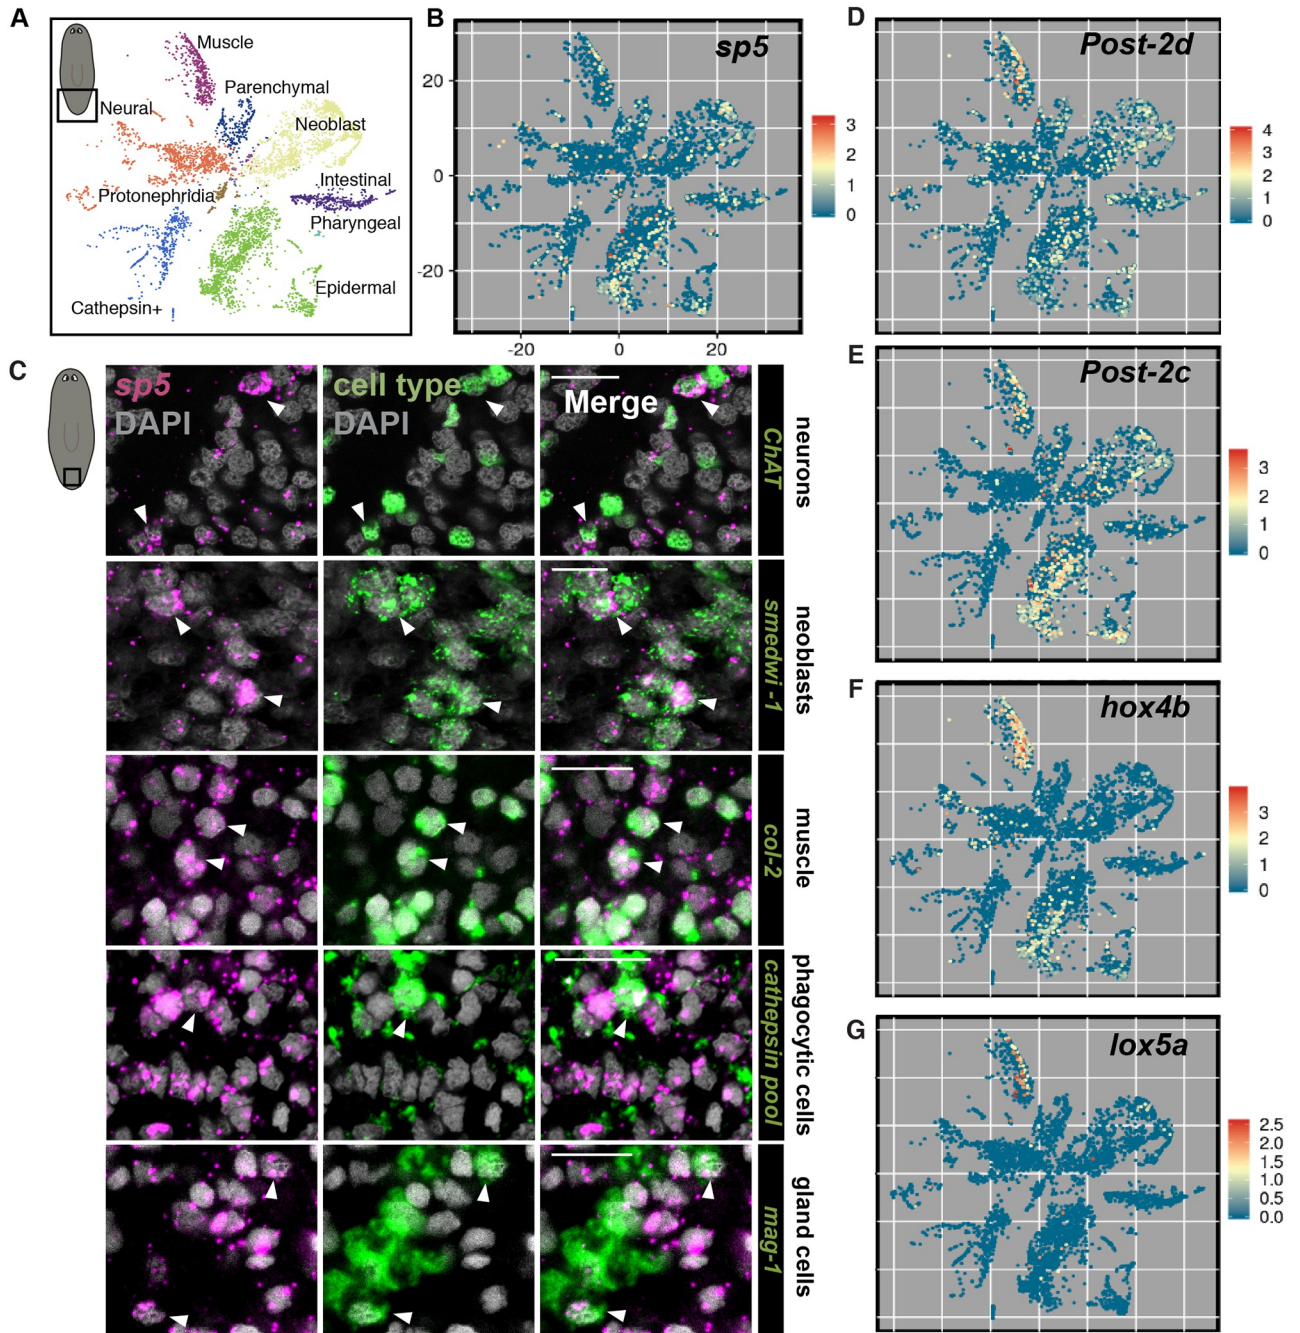 A
Muscle
Parenchymal
Neural
Neoblast
Intestinal
Protonephridia
Pharyngeal
Epidermal
Cathepsin+
B
sp5
20
0
-20
-20
0
20
3
2
1
0
D
Post-2d
4
3
2
1
0
C
sp5
DAPI
cell type
DAPI
Merge
ChAT
neurons
smedwi -1
neoblasts
col-2
muscle
cathepsin pool
phagocytic cells
mag-1
gland cells
E
Post-2c
3
2
1
0
F
hox4b
3
2
1
0
G
lox5a
2.5
2.0
1.5
1.0
0.5
0.0